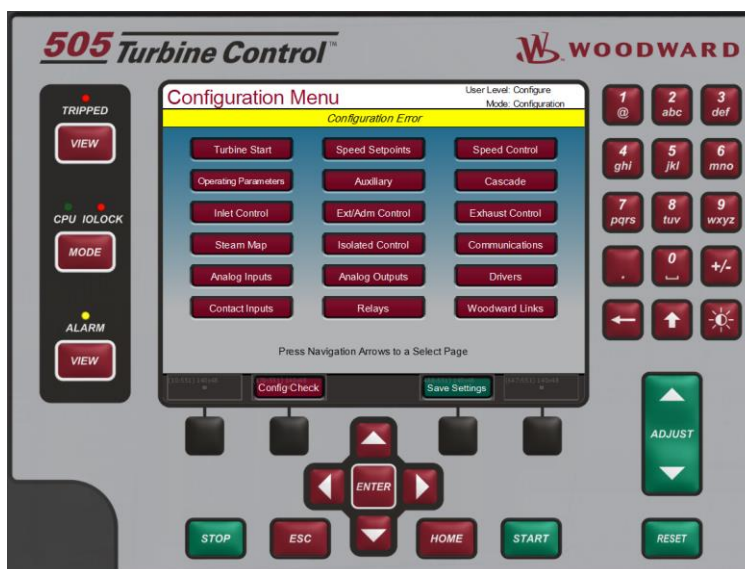 505 Turbine Control™
WOODWARD
TRIPPED
VIEW
CPU IOLOCK
MODE
ALARM
VIEW
Configuration Menu
User Level: Configure
Mode: Configuration
Configuration Error
Turbine Start Speed Setpoints Speed Control
Operating Parameters Auxiliary Cascade
Inlet Control Ext/Adm Control Exhaust Control
Steam Map Isolated Control Communications
Analog Inputs Analog Outputs Drivers
Contact Inputs Relays Woodward Links
Press Navigation Arrows to a Select Page
Config Check Save Settings
1 2 3
@ abc def
4 5 6
ghi jkl mno
7 8 9
pqrs tuv wxyz
. 0 +/-
ADJUST
ENTER
STOP ESC HOME START RESET